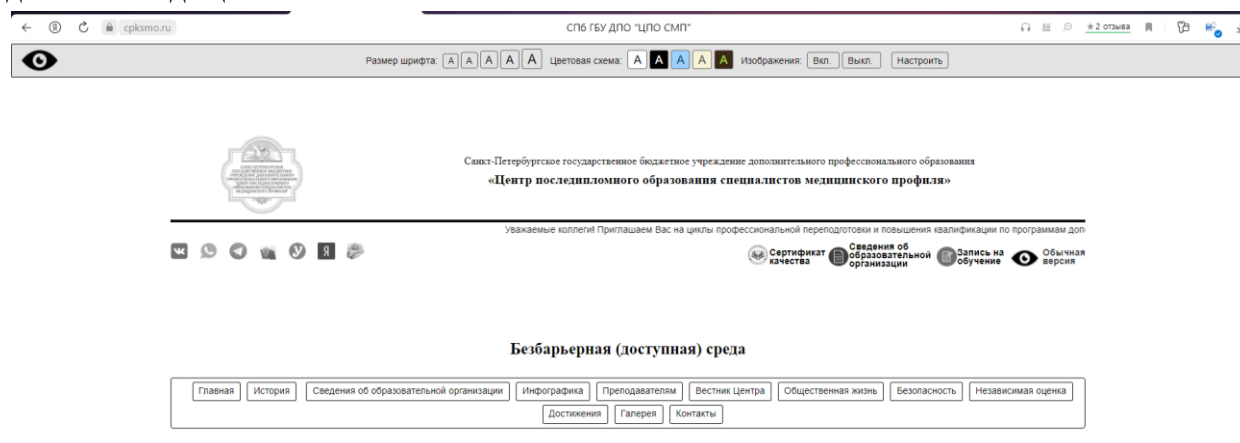 cpksmo.ru
СПб ГБУ ДПО "ЦПО СМП"
★ 2 отзыва
Размер шрифта: A A A A A Цветовая схема: A A A A A Изображения: Вкл. Выкл. Настроить
Санкт-Петербургское государственное бюджетное учреждение дополнительного профессионального образования
«Центр последипломного образования специалистов медицинского профиля»
Уважаемые коллеги! Приглашаем Вас на циклы профессиональной переподготовки и повышения квалификации по программам доп
Сертификат качества
Сведения об образовательной организации
Запись на обучение
Обычная версия
Безбарьерная (доступная) среда
Главная История Сведения об образовательной организации Инфографика Преподавателям Вестник Центра Общественная жизнь Безопасность Независимая оценка
Достижения Галерея Контакты